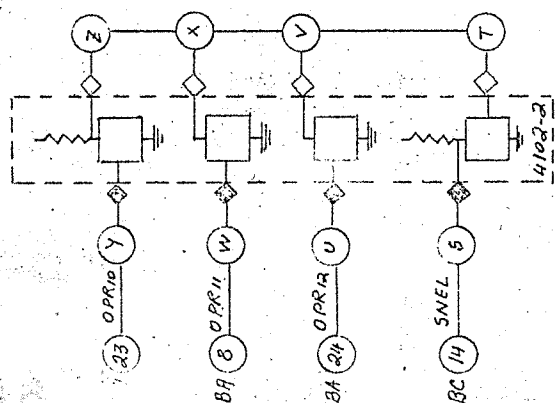 Z
X
V
T
4102-2
Y
W
U
S
OPR10
OPR11
OPR12
SNEL
23
BA 8
BA 24
BC 14